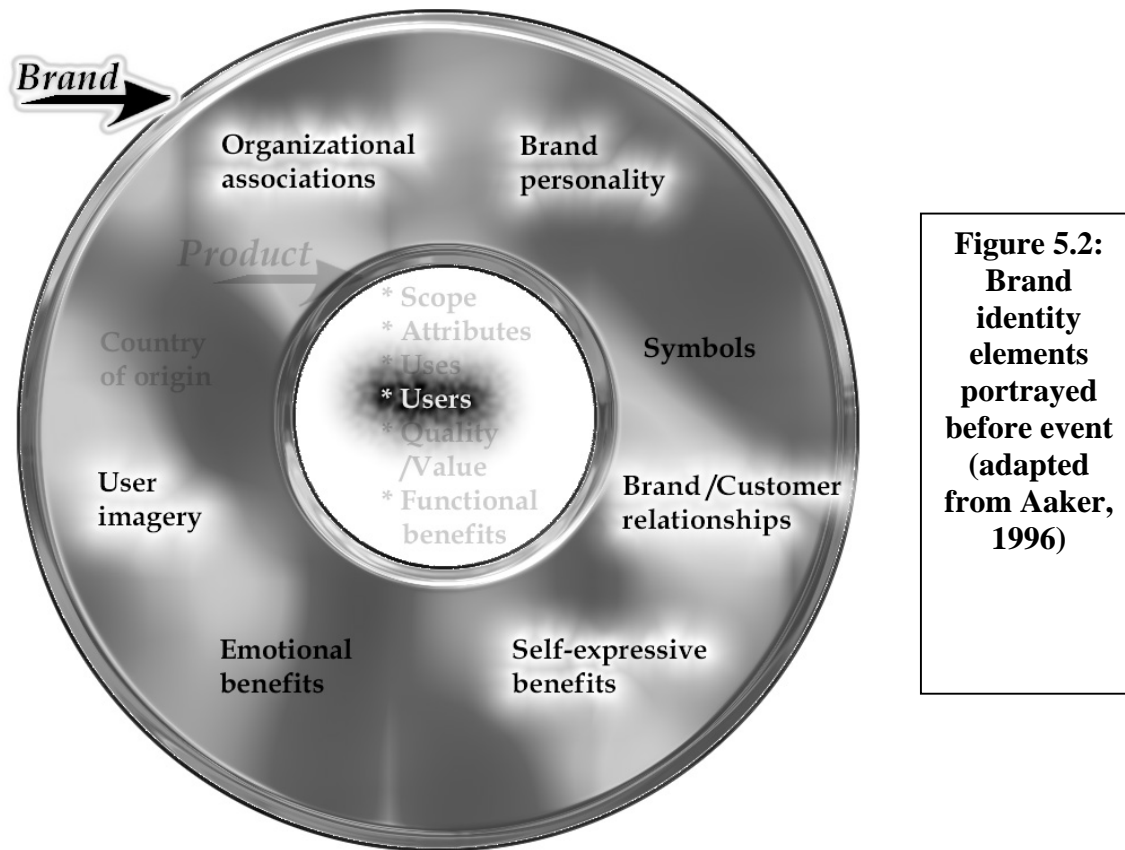 Brand
Organizational
associations
Brand
personality
Product
* Scope
* Attributes
* Uses
* Users
* Quality
/Value
* Functional
benefits
Country
of origin
Symbols
User
imagery
Brand /Customer
relationships
Emotional
benefits
Self-expressive
benefits
Figure 5.2:
Brand
identity
elements
portrayed
before event
(adapted
from Aaker,
1996)